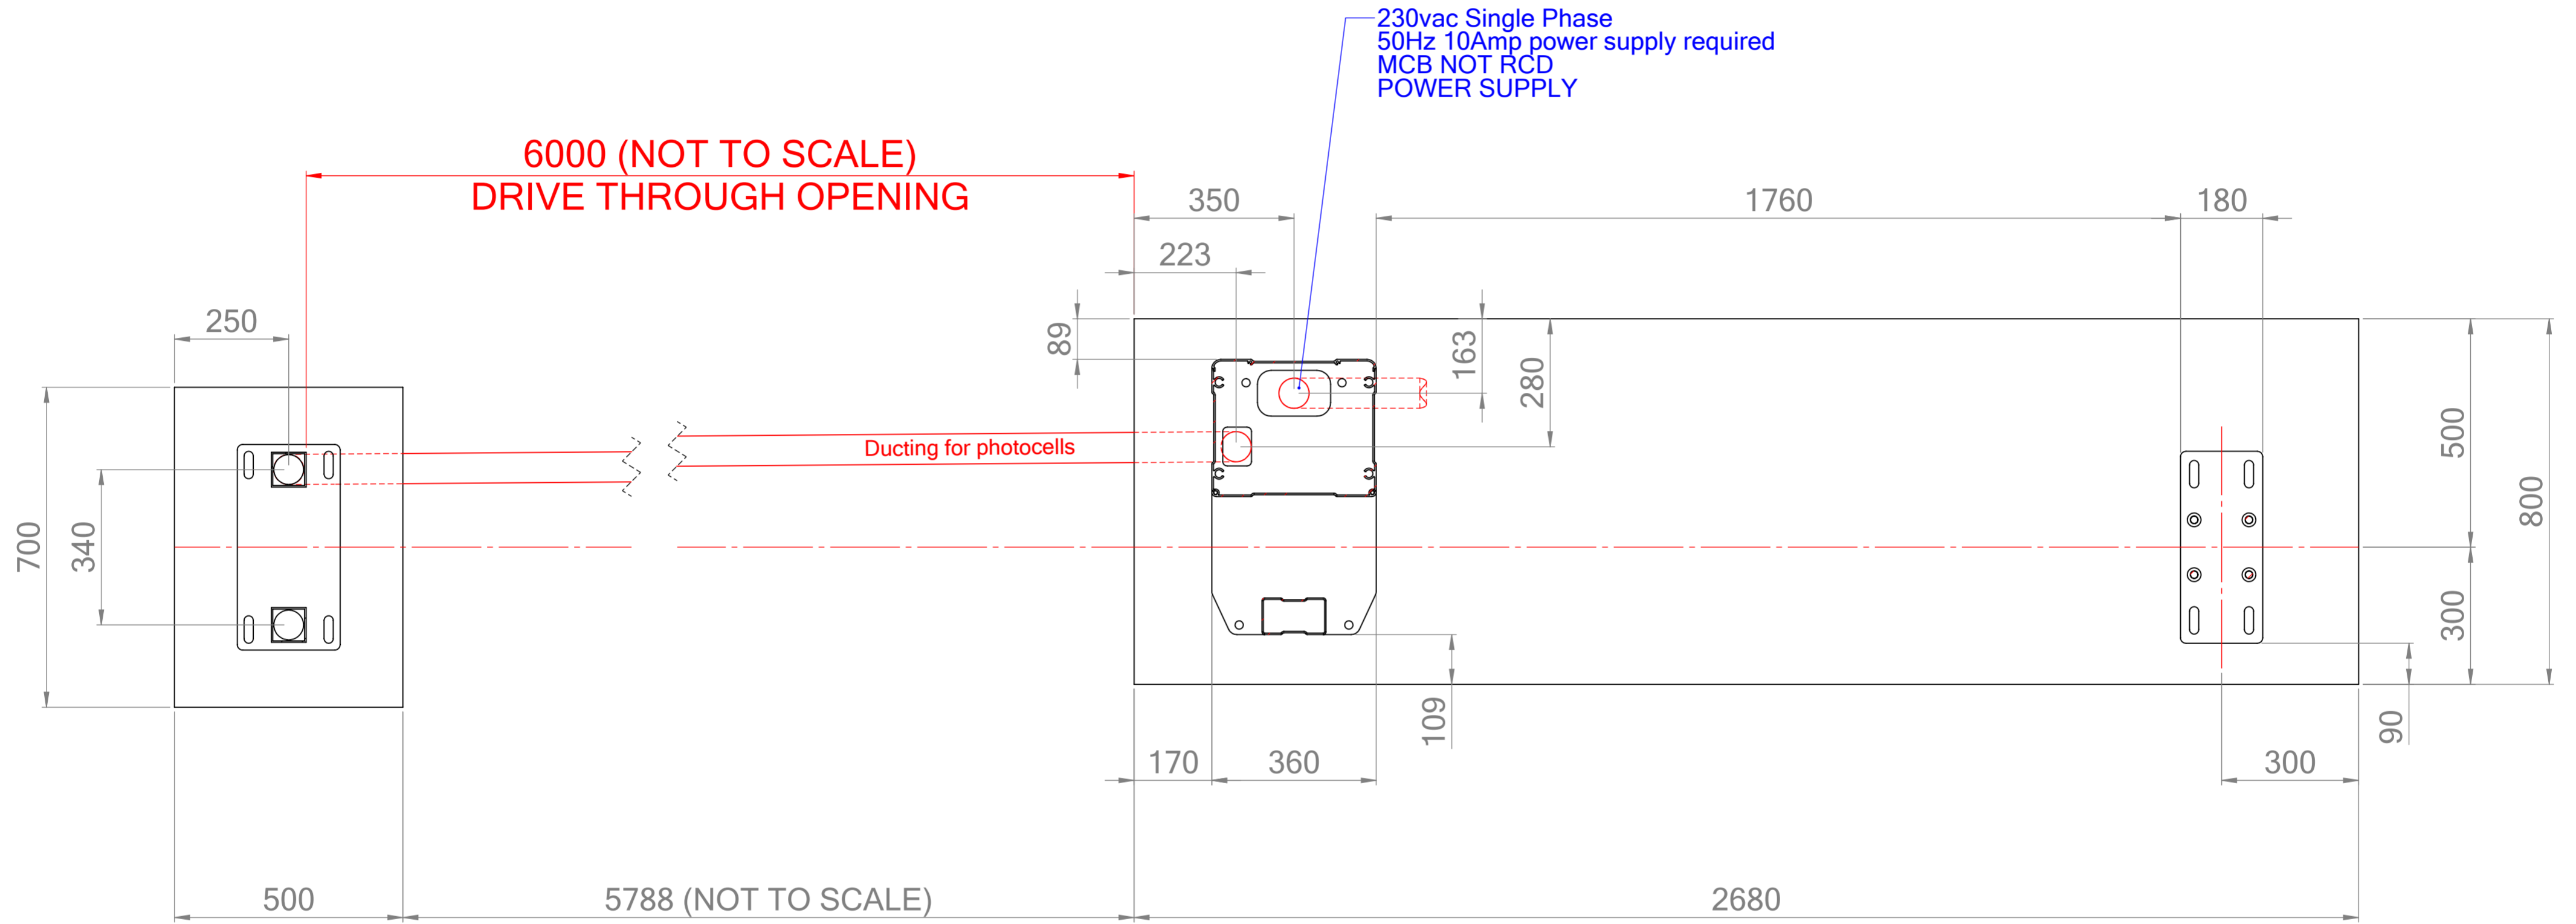 230vac Single Phase
50Hz 10Amp power supply required
MCB NOT RCD
POWER SUPPLY
6000 (NOT TO SCALE)
DRIVE THROUGH OPENING
350
1760
180
223
250
89
163
280
Ducting for photocells
500
800
700
340
300
109
90
170
360
300
500
5788 (NOT TO SCALE)
2680